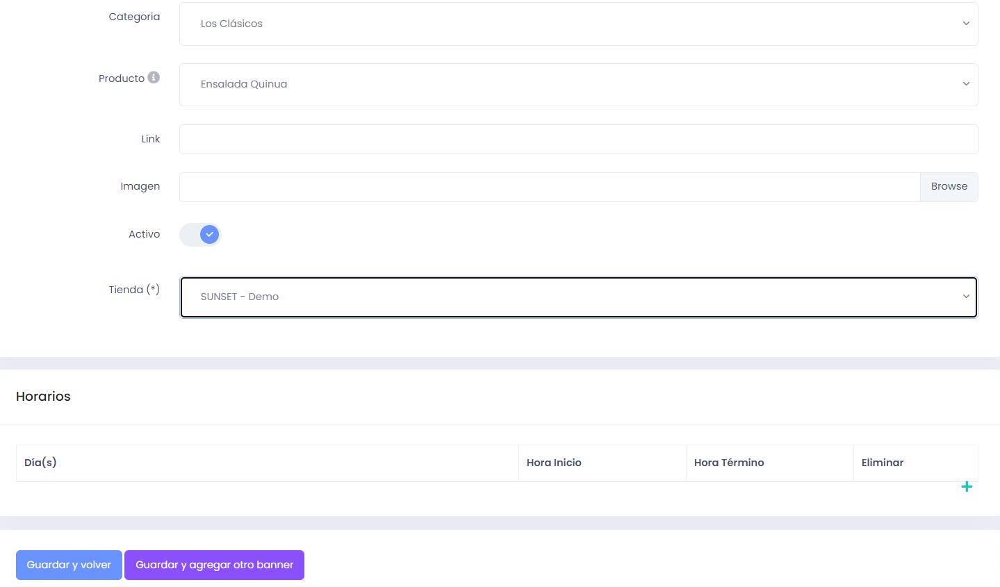 Categoria
Los Clásicos
Producto
Ensalada Quinua
Link
Imagen
Browse
Activo
Tienda (*)
SUNSET - Demo
Horarios
Día(s) Hora Inicio Hora Término Eliminar
Guardar y volver Guardar y agregar otro banner